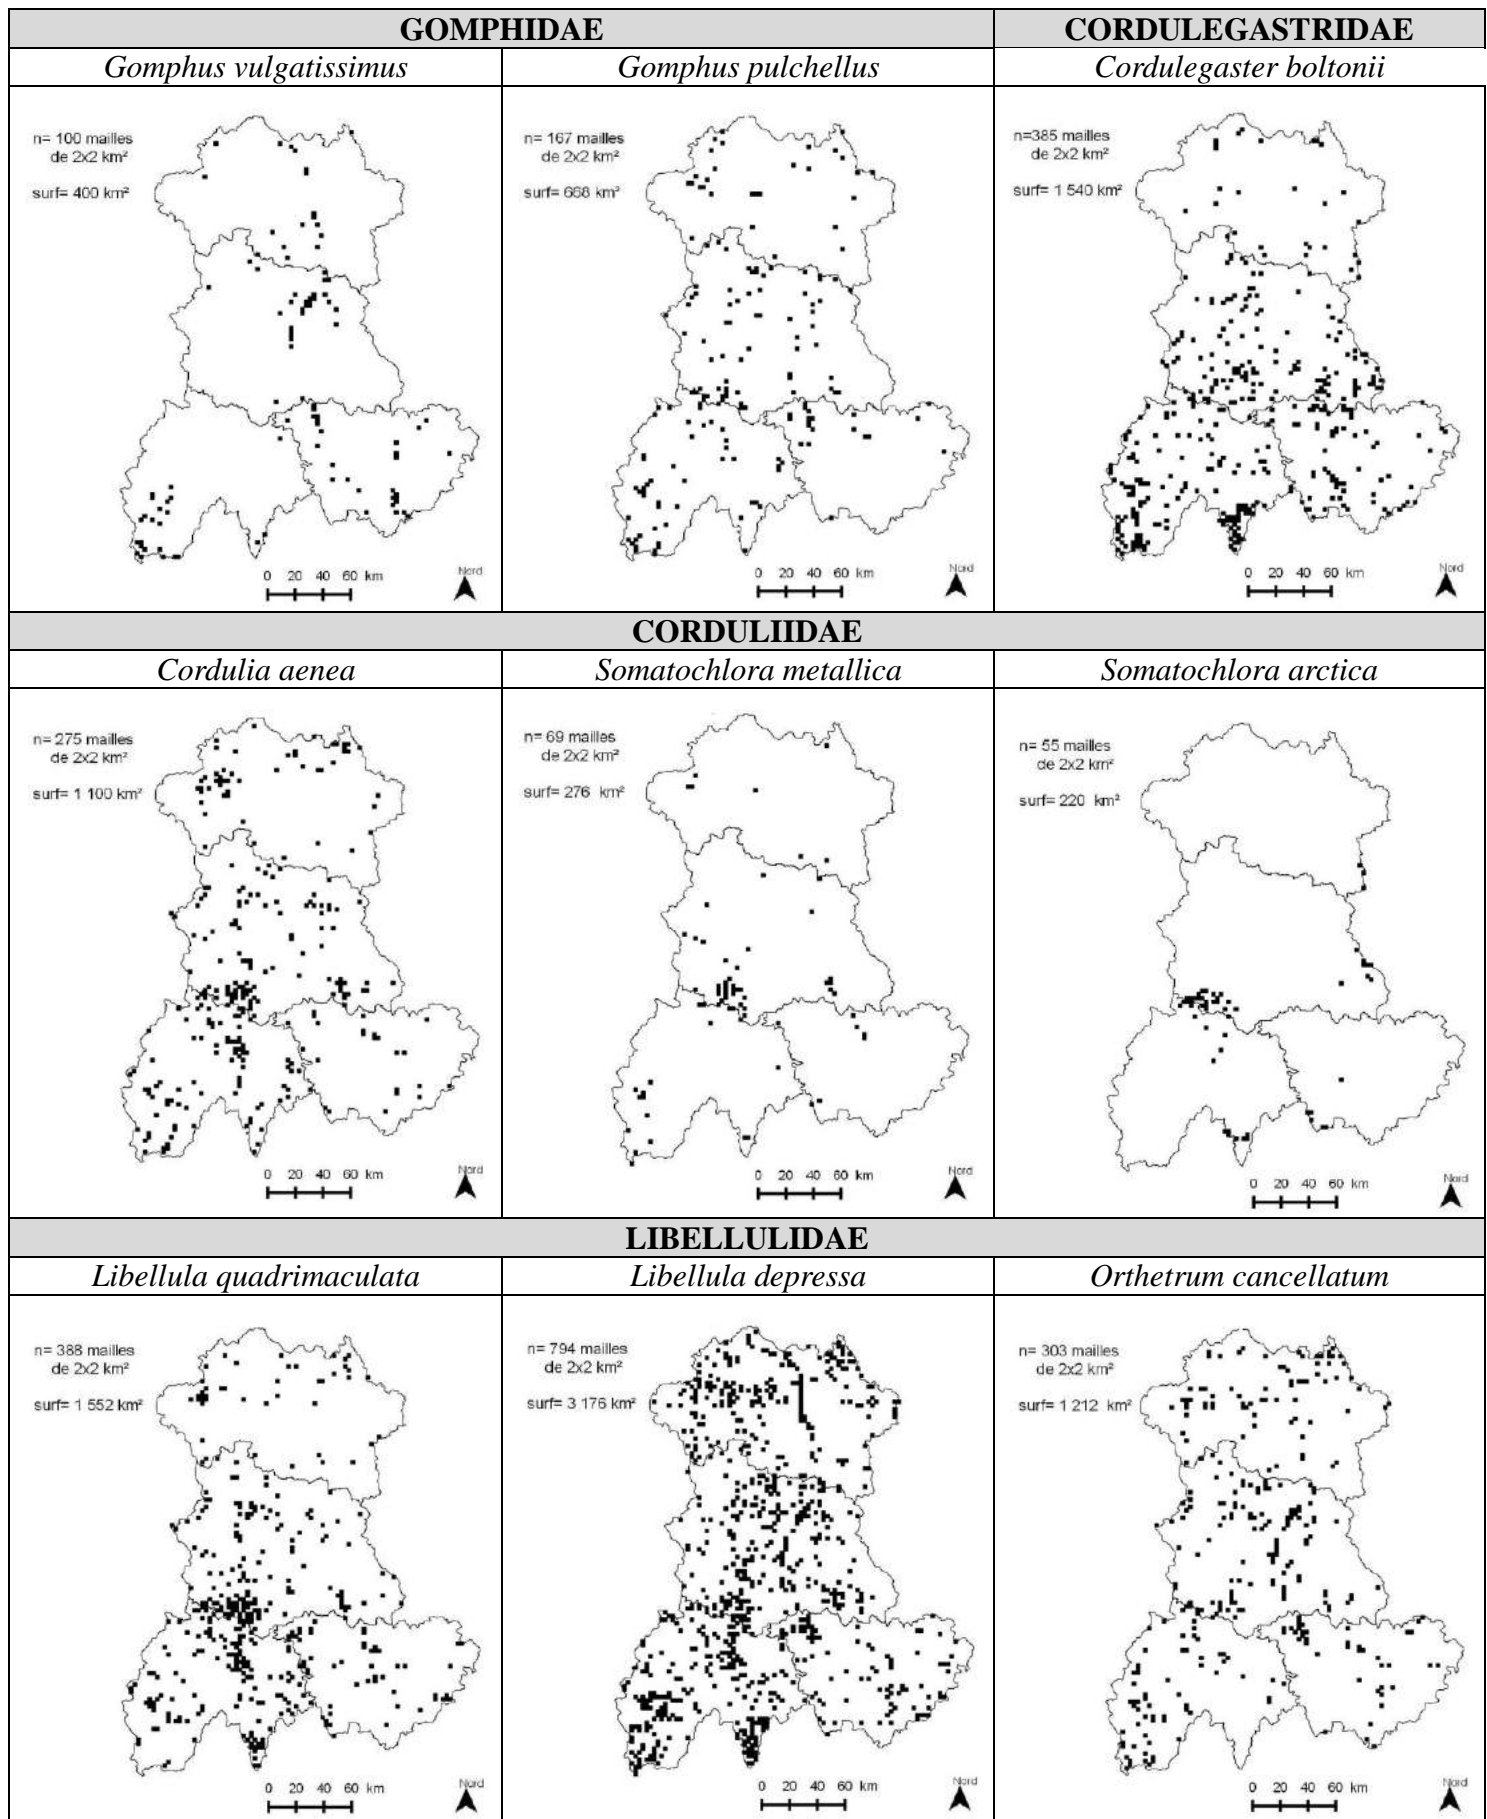 GOMPHIDAE
CORDULEGASTRIDAE
Gomphus vulgatissimus
Gomphus pulchellus
Cordulegaster boltonii
n= 100 mailles
de 2x2 km²
surf= 400 km²
0 20 40 60 km
Nord
n= 167 mailles
de 2x2 km²
surf= 668 km²
0 20 40 60 km
Nord
n=385 mailles
de 2x2 km²
surf= 1 540 km²
0 20 40 60 km
Nord
CORDULIIDAE
Cordulia aenea
Somatochlora metallica
Somatochlora arctica
n= 275 mailles
de 2x2 km²
surf= 1 100 km²
0 20 40 60 km
Nord
n= 69 mailles
de 2x2 km²
surf= 276 km²
0 20 40 60 km
Nord
n= 55 mailles
de 2x2 km²
surf= 220 km²
0 20 40 60 km
Nord
LIBELLULIDAE
Libellula quadrimaculata
Libellula depressa
Orthetrum cancellatum
n= 388 mailles
de 2x2 km²
surf= 1 552 km²
0 20 40 60 km
Nord
n= 794 mailles
de 2x2 km²
surf= 3 176 km²
0 20 40 60 km
Nord
n= 303 mailles
de 2x2 km²
surf= 1 212 km²
0 20 40 60 km
Nord